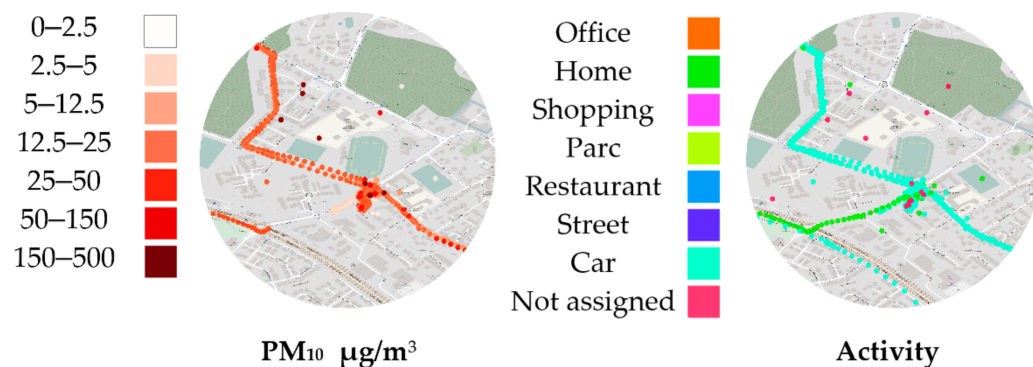 0–2.5
2.5–5
5–12.5
12.5–25
25–50
50–150
150–500
PM₁₀ µg/m³
Office
Home
Shopping
Parc
Restaurant
Street
Car
Not assigned
Activity